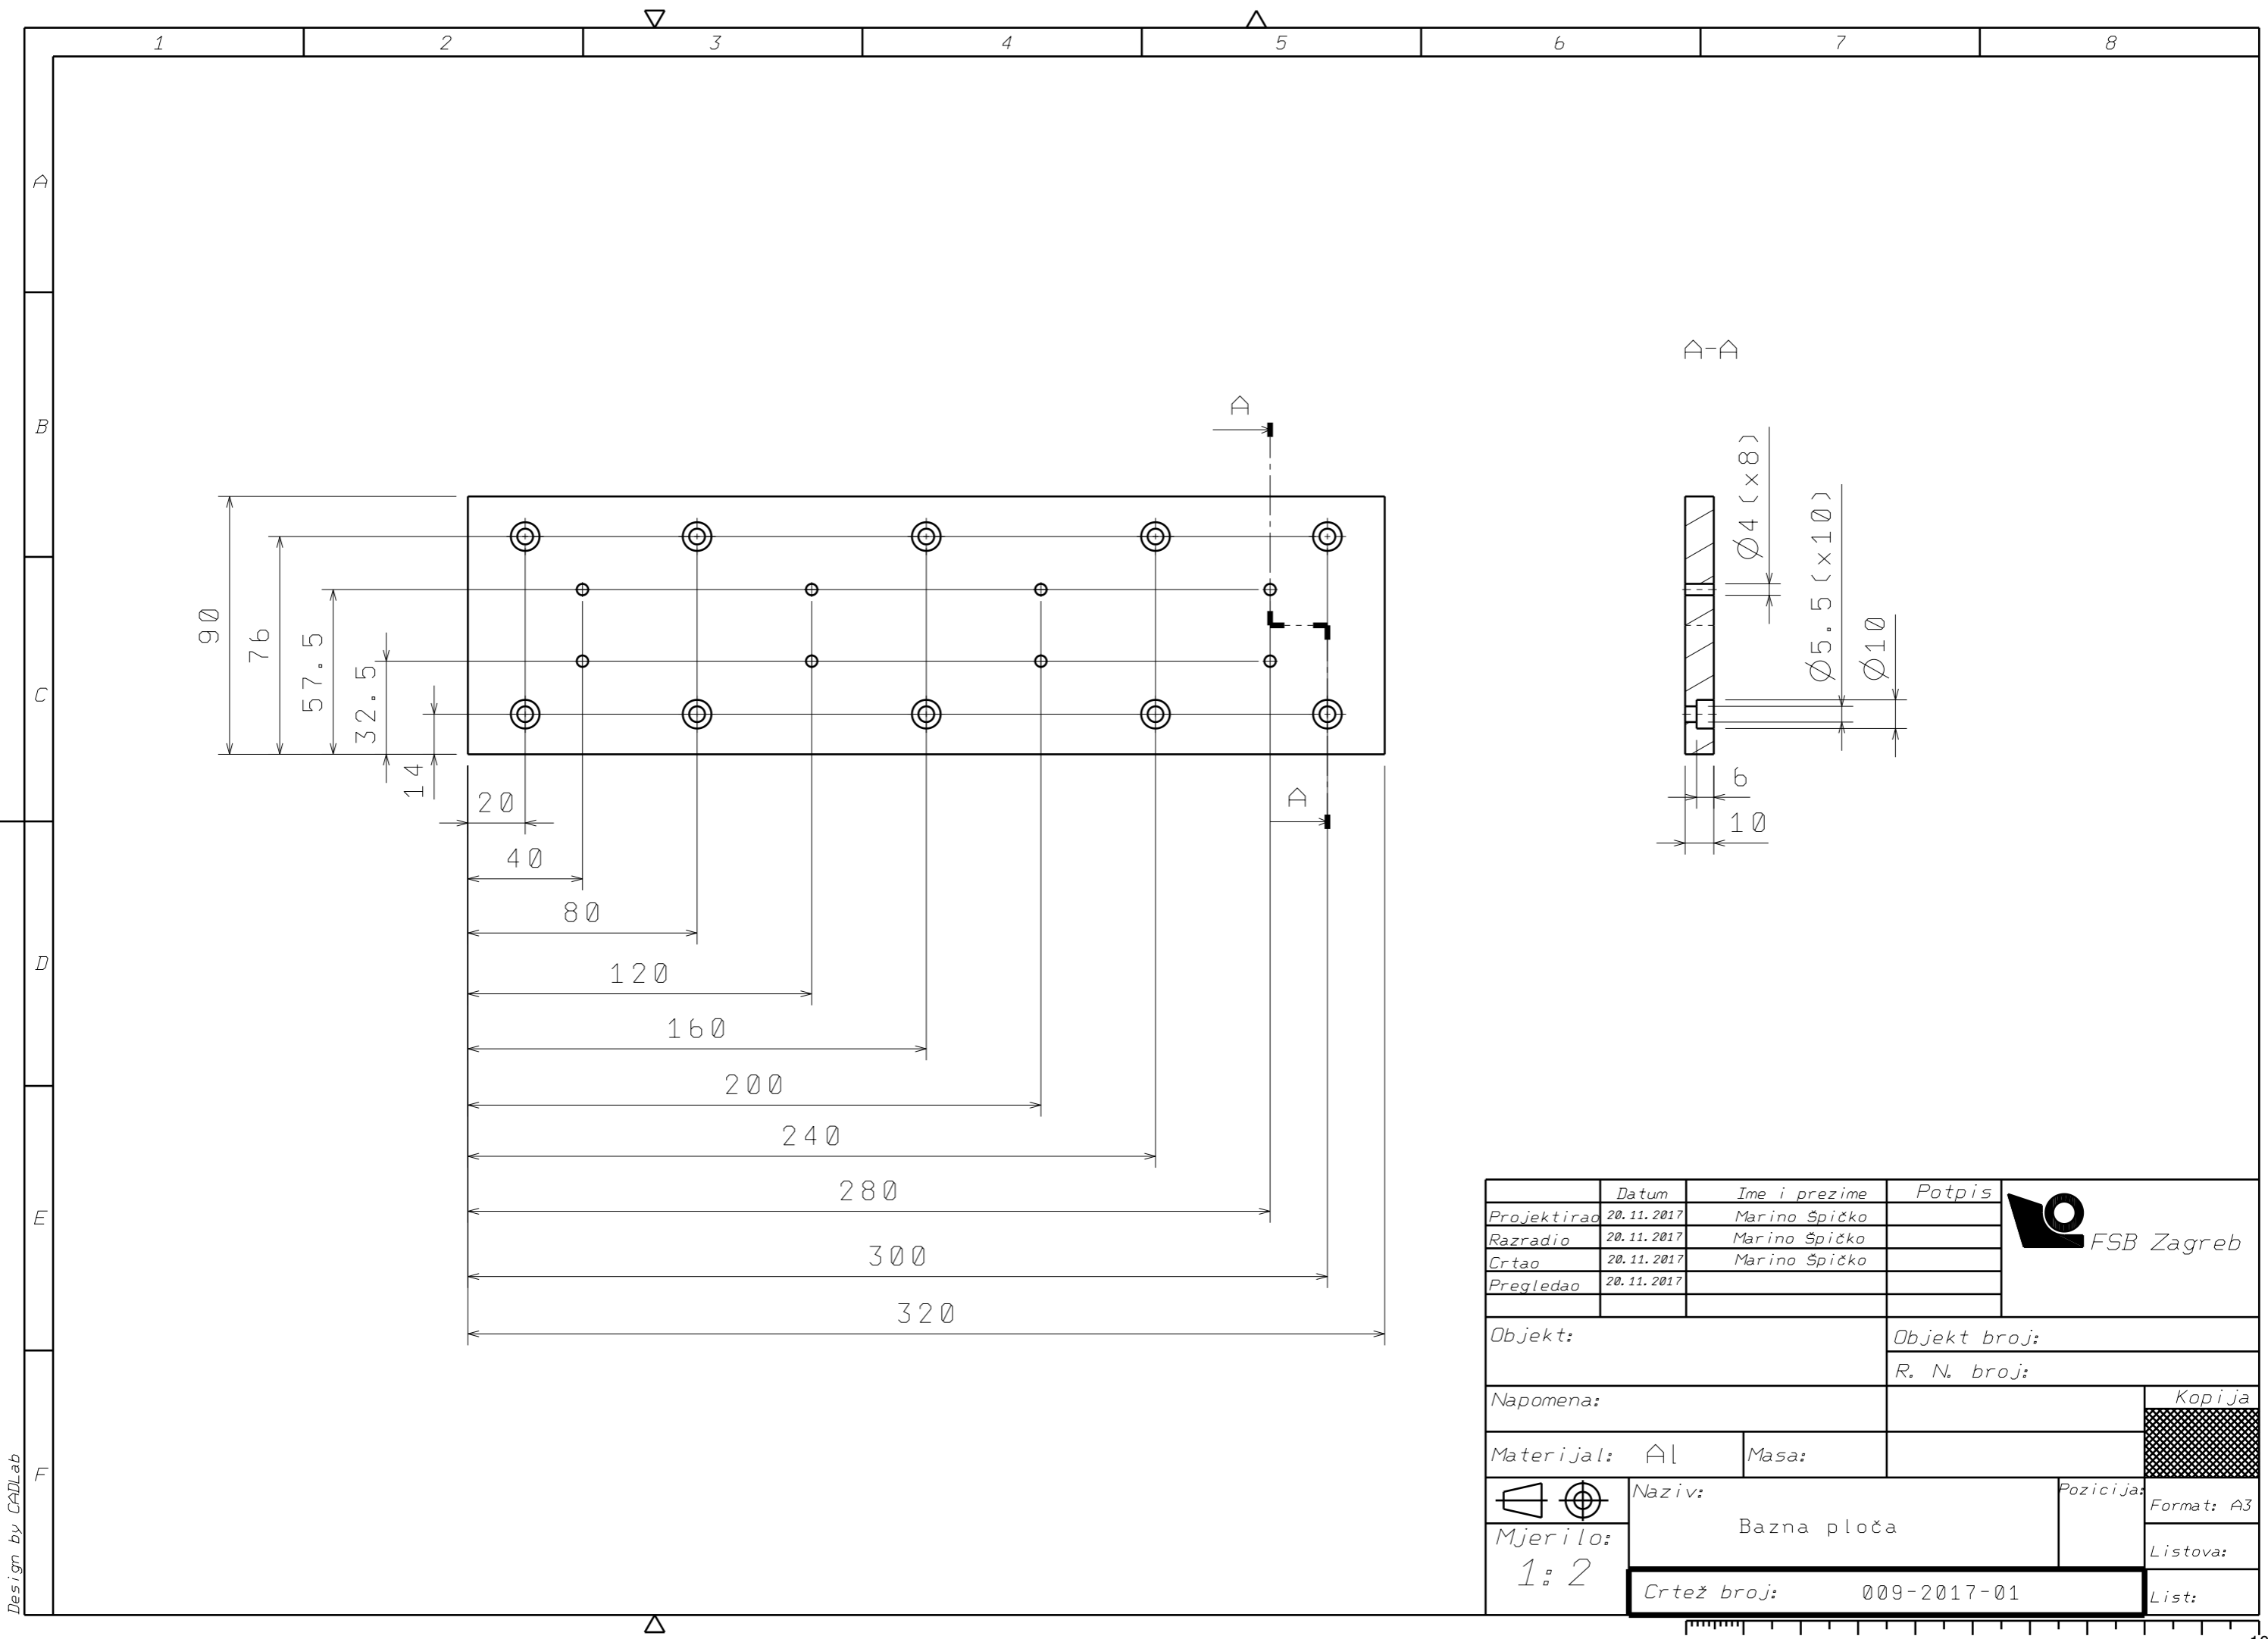 1 2 3 4 5 6 7 8
A
B
C
D
E
F
A-A
A
A
90
76
57.5
32.5
14
20
40
80
120
160
200
240
280
300
320
Ø4(x8)
Ø5.5(x10)
Ø10
6
10
Datum Ime i prezime Potpis
Projektirao 20.11.2017 Marino Špičko
Razradio 20.11.2017 Marino Špičko
Crtao 20.11.2017 Marino Špičko
Pregledao 20.11.2017
FSB Zagreb
Objekt: Objekt broj:
R. N. broj:
Napomena: Kopija
Materijal: Al Masa:
Naziv: Pozicija: Format: A3
Bazna ploča
Mjerilo: Listova:
1:2
Crtež broj: 009-2017-01 List:
Design by CADLab